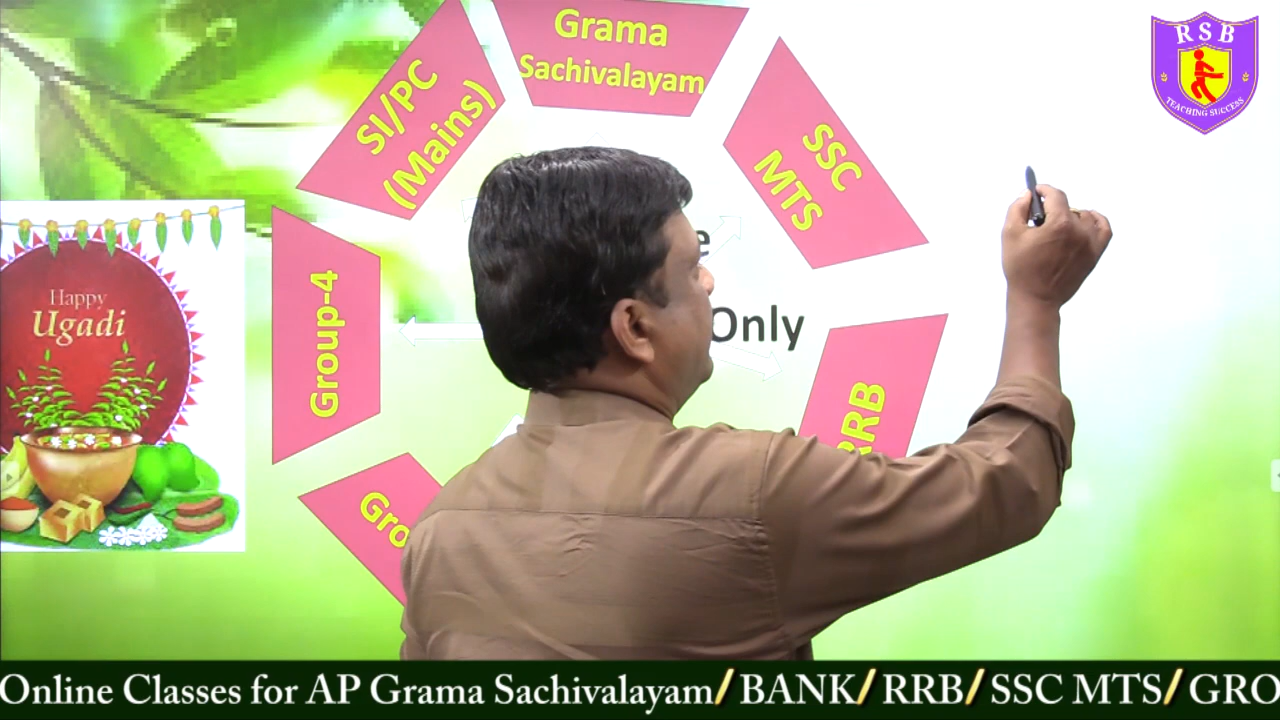 Grama
Sachivalayam
SI/PC
(Mains)
SSC
MTS
Happy
Ugadi
Group-4
Only
RRB
RSB
TEACHING SUCCESS
Online Classes for AP Grama Sachivalayam/ BANK/ RRB/ SSC MTS/ GRO